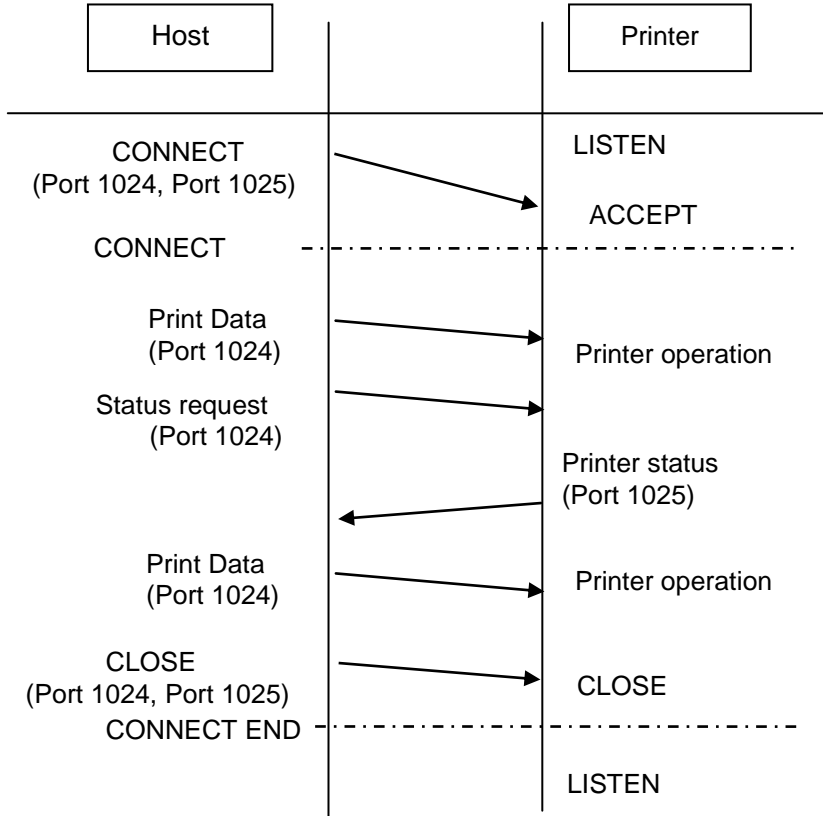 Host
Printer
CONNECT
(Port 1024, Port 1025)
LISTEN
ACCEPT
CONNECT
Print Data
(Port 1024)
Printer operation
Status request
(Port 1024)
Printer status
(Port 1025)
Print Data
(Port 1024)
Printer operation
CLOSE
(Port 1024, Port 1025)
CLOSE
CONNECT END
LISTEN